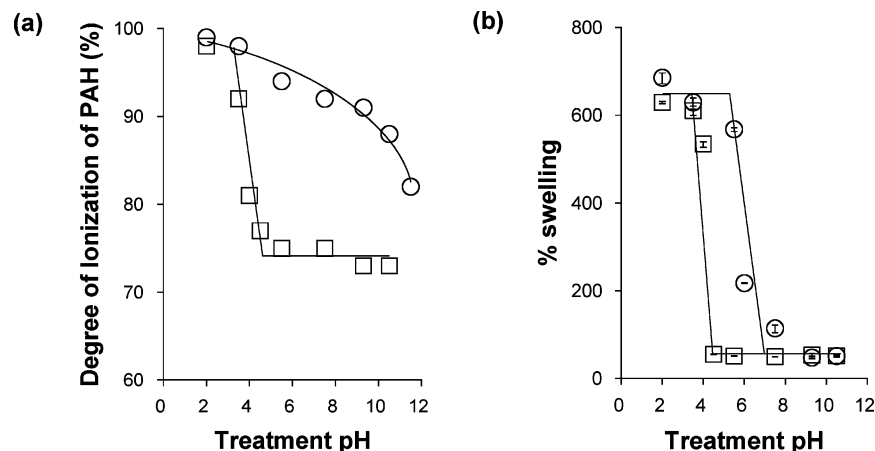 (a)
Degree of Ionization of PAH (%)
100
90
80
70
60
0 2 4 6 8 10 12
Treatment pH
(b)
% swelling
800
600
400
200
0
0 2 4 6 8 10 12
Treatment pH